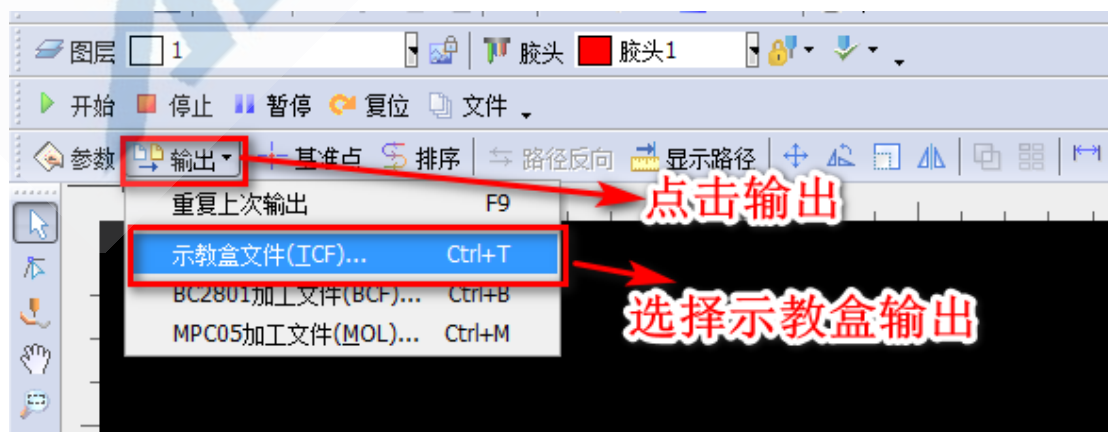 图层 1 胶头 胶头1
开始 停止 暂停 复位 文件
参数 输出 基准点 排序 路径反向 显示路径
重复上次输出 F9
点击输出
示教盒文件(TCF)... Ctrl+T
BC2801加工文件(BCF)... Ctrl+B
选择示教盒输出
MPC05加工文件(MOL)... Ctrl+M